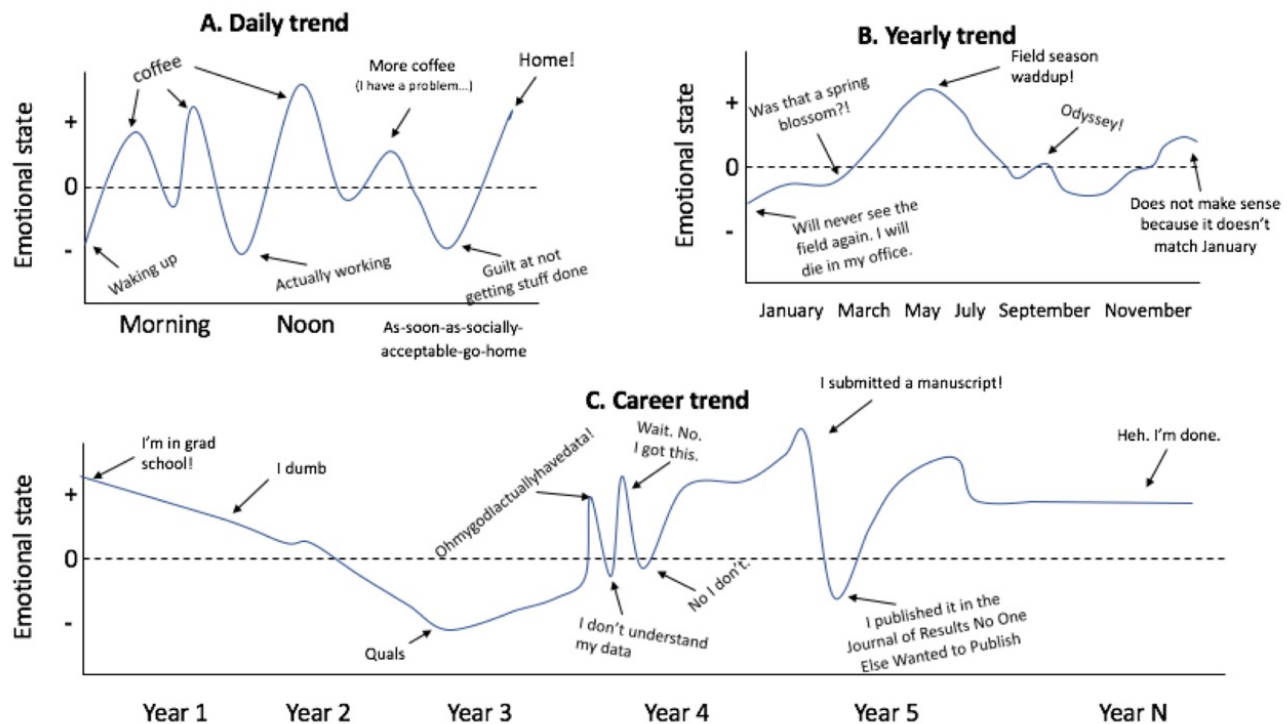 A. Daily trend
Emotional state
+
0
-
coffee
More coffee
(I have a problem...)
Home!
Waking up
Actually working
Guilt at not
getting stuff done
Morning
Noon
As-soon-as-socially-
acceptable-go-home
B. Yearly trend
Emotional state
+
0
-
Was that a spring
blossom?!
Field season
waddup!
Odyssey!
Will never see the
field again. I will
die in my office.
Does not make sense
because it doesn't
match January
January
March
May
July
September
November
C. Career trend
Emotional state
+
0
-
I'm in grad
school!
I dumb
Quals
OhmygodIactuallyhavedata!
I don't understand
my data
Wait. No.
I got this.
No I don't.
I submitted a manuscript!
I published it in the
Journal of Results No One
Else Wanted to Publish
Heh. I'm done.
Year 1
Year 2
Year 3
Year 4
Year 5
Year N